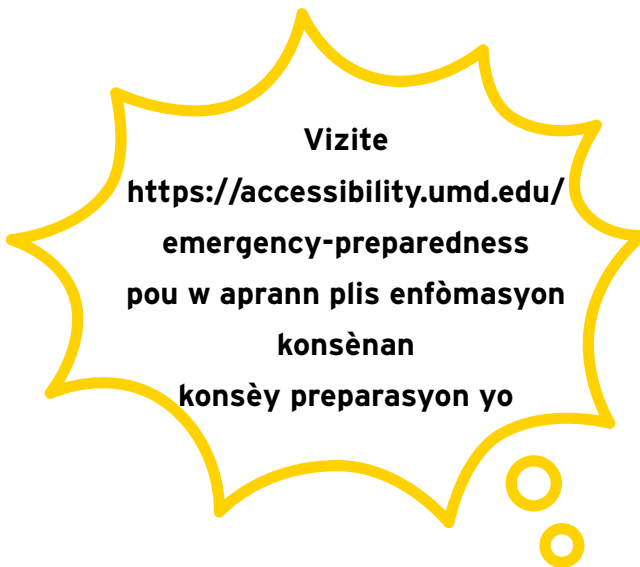 Vizite
https://accessibility.umd.edu/
emergency-preparedness
pou w aprann plis enfòmasyon
konsènan
konsèy preparasyon yo